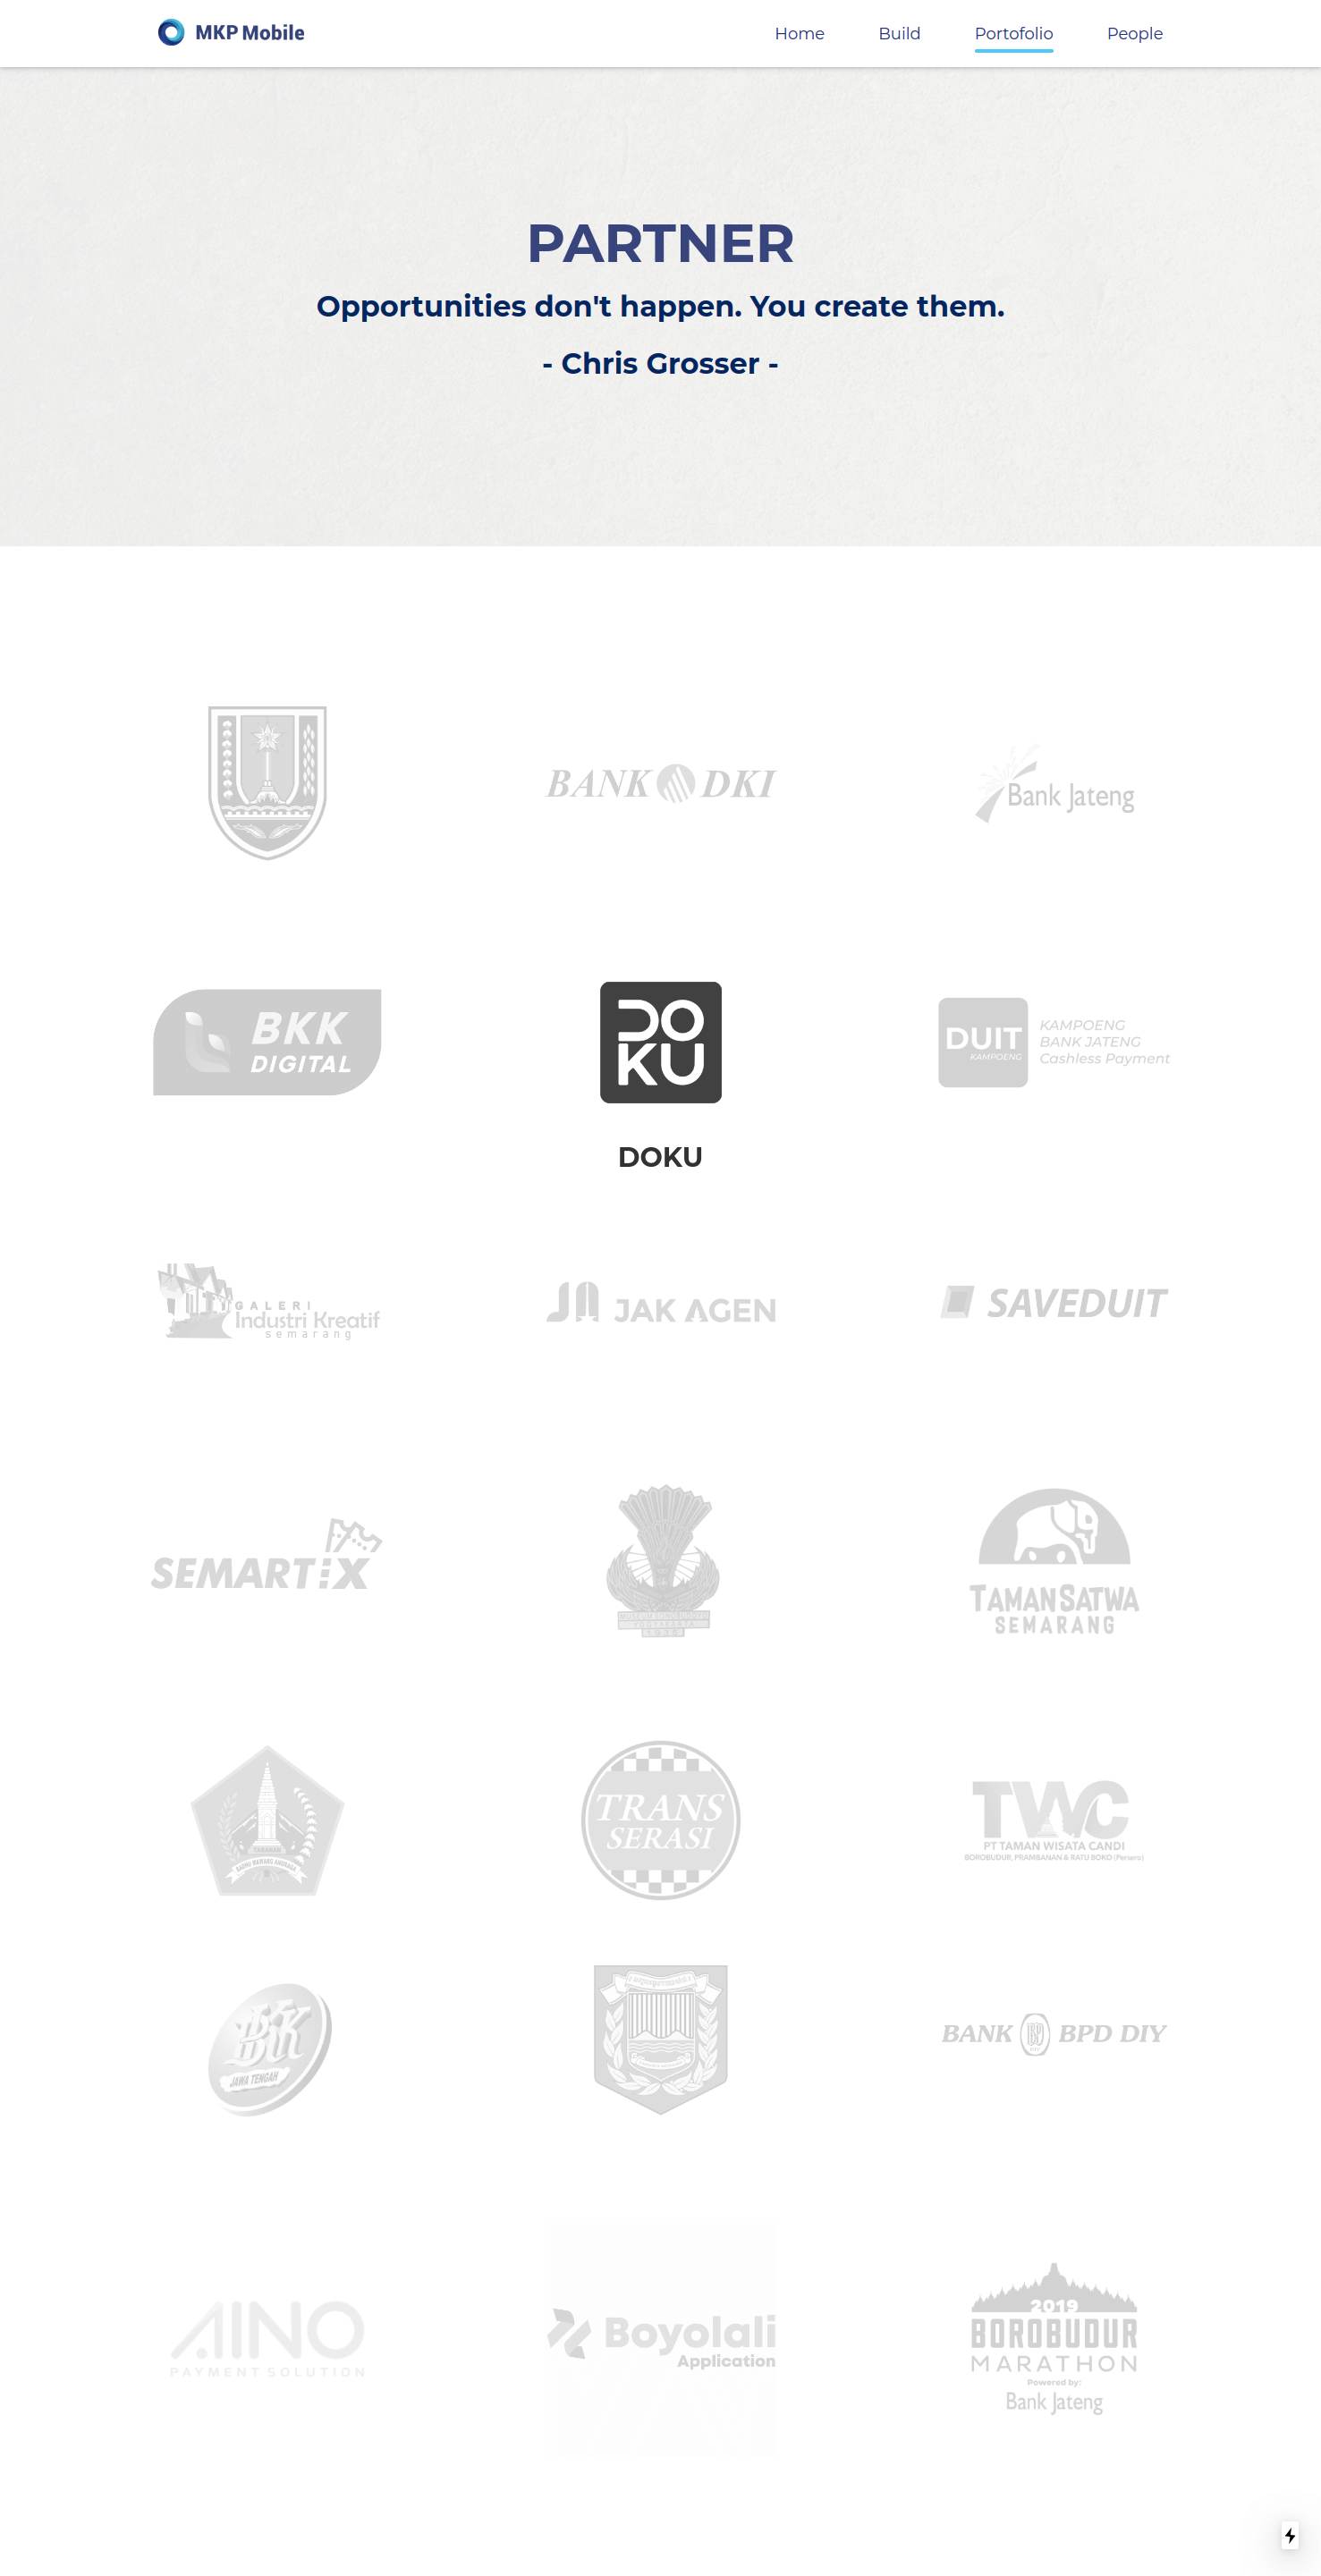 MKP Mobile
Home
Build
Portofolio
People
PARTNER
Opportunities don't happen. You create them.
- Chris Grosser -
BANK DKI
Bank Jateng
BKK
DIGITAL
DO
KU
DUIT
KAMPOENG
KAMPOENG
BANK JATENG
Cashless Payment
DOKU
GALERI
Industri Kreatif
semarang
JAK AGEN
SAVEDUIT
SEMARTIX
YOGYAKARTA
TAMAN SATWA
SEMARANG
TRANS
SERASI
TWC
PT TAMAN WISATA CANDI
BOROBUDUR, PRAMBANAN & RATU BOKO (Persero)
TABANAN
BKK
JAWA TENGAH
BANK BPD DIY
AINO
PAYMENT SOLUTION
Boyolali
Application
2019
BOROBUDUR
MARATHON
Powered by:
Bank Jateng